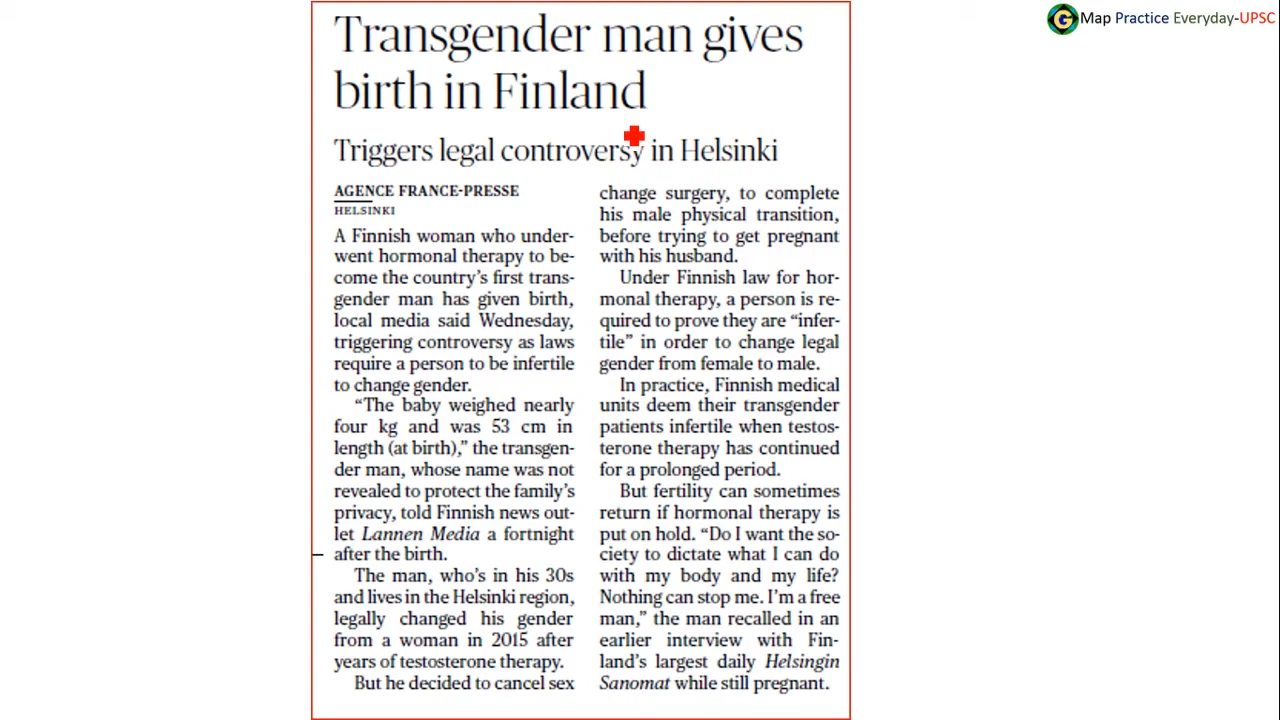 Map Practice Everyday-UPSC
Transgender man gives
birth in Finland
Triggers legal controversy in Helsinki
AGENCE FRANCE-PRESSE
HELSINKI
A Finnish woman who under-
went hormonal therapy to be-
come the country's first trans-
gender man has given birth,
local media said Wednesday,
triggering controversy as laws
require a person to be infertile
to change gender.
“The baby weighed nearly
four kg and was 53 cm in
length (at birth),” the transgen-
der man, whose name was not
revealed to protect the family's
privacy, told Finnish news out-
let Lannen Media a fortnight
after the birth.
The man, who's in his 30s
and lives in the Helsinki region,
legally changed his gender
from a woman in 2015 after
years of testosterone therapy.
But he decided to cancel sex
change surgery, to complete
his male physical transition,
before trying to get pregnant
with his husband.
Under Finnish law for hor-
monal therapy, a person is re-
quired to prove they are “infer-
tile” in order to change legal
gender from female to male.
In practice, Finnish medical
units deem their transgender
patients infertile when testos-
terone therapy has continued
for a prolonged period.
But fertility can sometimes
return if hormonal therapy is
put on hold. “Do I want the so-
ciety to dictate what I can do
with my body and my life?
Nothing can stop me. I'm a free
man,” the man recalled in an
earlier interview with Fin-
land's largest daily Helsingin
Sanomat while still pregnant.